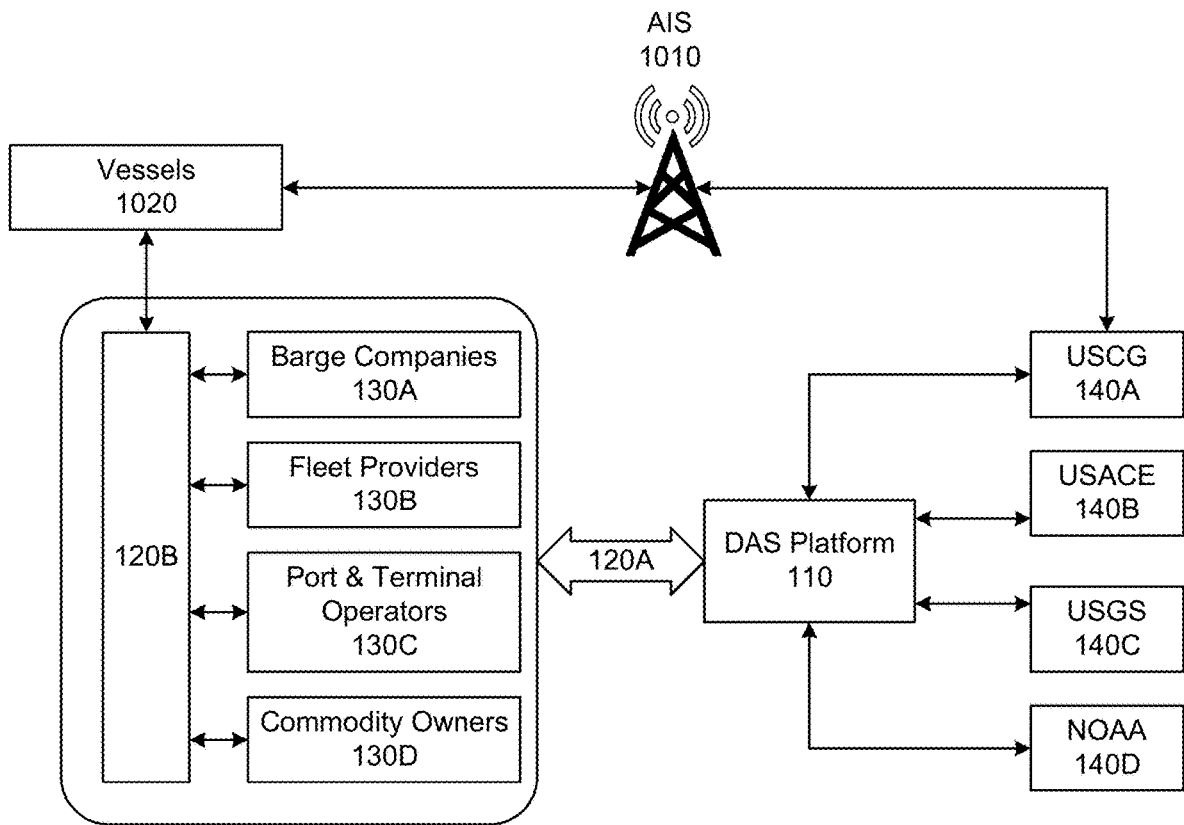 AIS
1010
Vessels
1020
Barge Companies
130A
Fleet Providers
130B
120B
Port & Terminal
Operators
130C
Commodity Owners
130D
120A
DAS Platform
110
USCG
140A
USACE
140B
USGS
140C
NOAA
140D